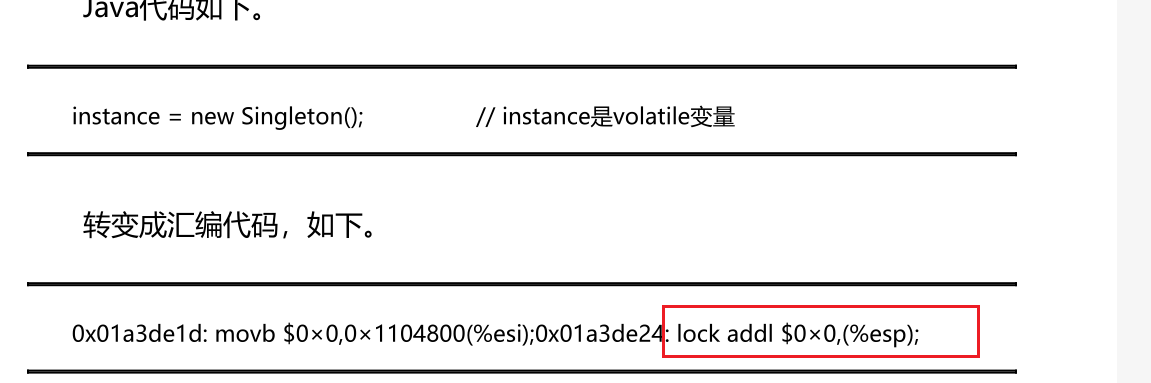 Java代码如下。
instance = new Singleton(); // instance是volatile变量
转变成汇编代码，如下。
0x01a3de1d: movb $0×0,0×1104800(%esi);0x01a3de24: lock addl $0×0,(%esp);